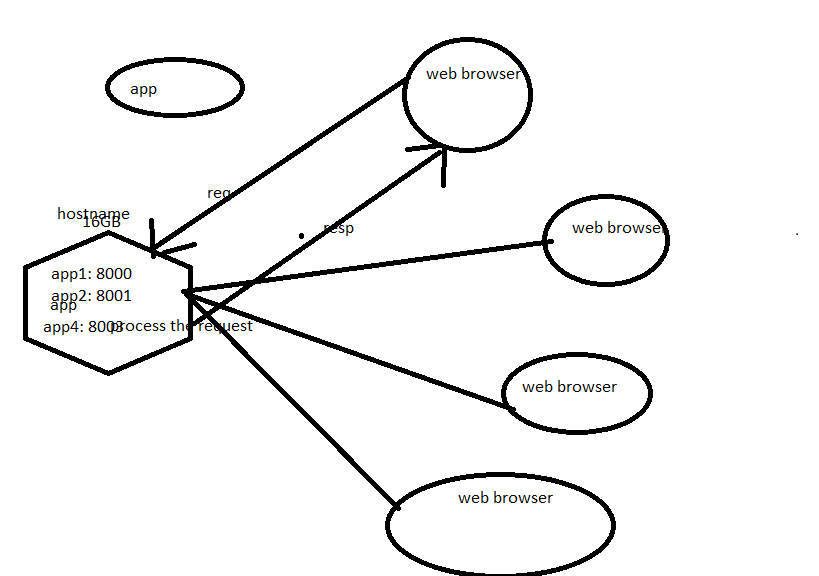 web browser
app
req
hostname
16GB
resp
web browser
app1: 8000
app2: 8001
app
app4: 8003
process the request
web browser
web browser